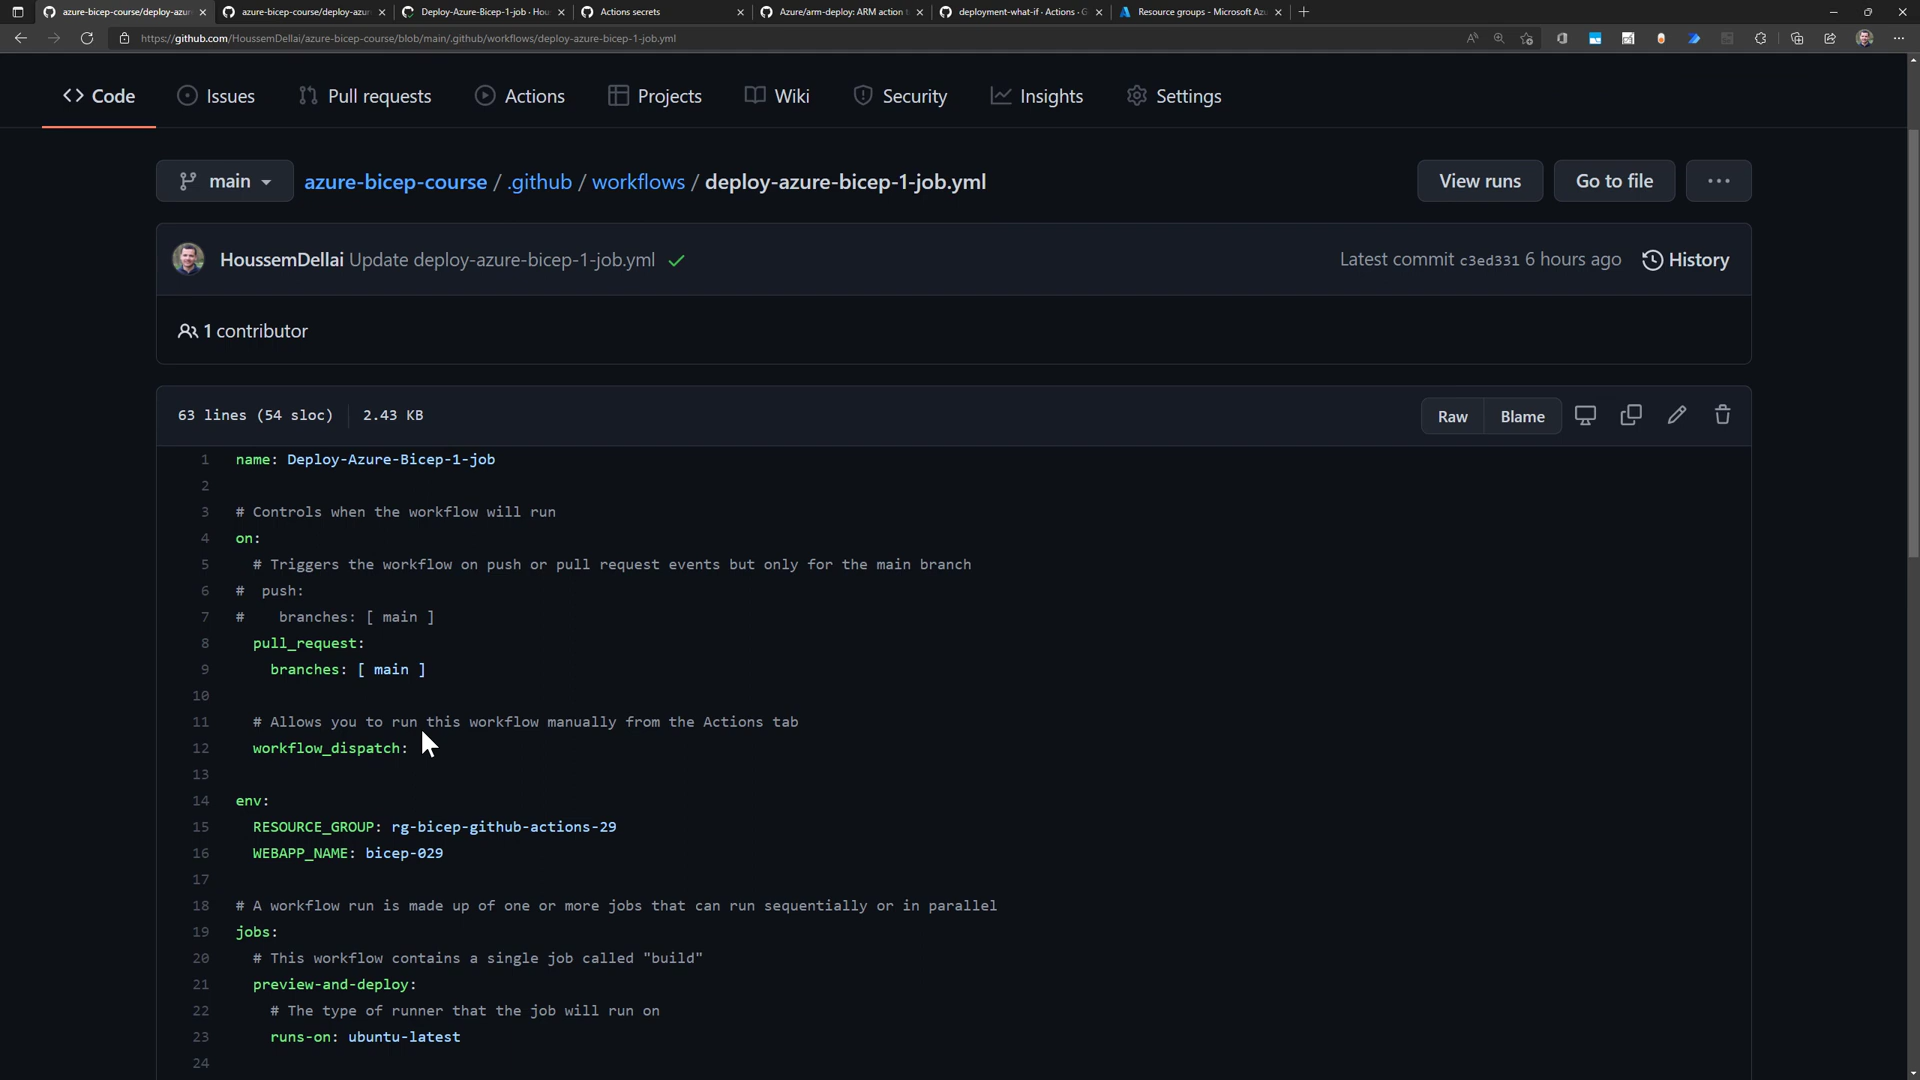 azure-bicep-course/deploy-azur
azure-bicep-course/deploy-azur
Deploy-Azure-Bicep-1-job · Hou
Actions secrets
Azure/arm-deploy: ARM action
deployment-what-if · Actions · G
Resource groups - Microsoft Azu
https://github.com/HoussemDellai/azure-bicep-course/blob/main/.github/workflows/deploy-azure-bicep-1-job.yml
Code
Issues
Pull requests
Actions
Projects
Wiki
Security
Insights
Settings
main
azure-bicep-course / .github / workflows / deploy-azure-bicep-1-job.yml
View runs
Go to file
HoussemDellai Update deploy-azure-bicep-1-job.yml
Latest commit c3ed331 6 hours ago
History
1 contributor
63 lines (54 sloc)
2.43 KB
Raw
Blame
1 name: Deploy-Azure-Bicep-1-job
2
3 # Controls when the workflow will run
4 on:
5 # Triggers the workflow on push or pull request events but only for the main branch
6 # push:
7 # branches: [ main ]
8 pull_request:
9 branches: [ main ]
10
11 # Allows you to run this workflow manually from the Actions tab
12 workflow_dispatch:
13
14 env:
15 RESOURCE_GROUP: rg-bicep-github-actions-29
16 WEBAPP_NAME: bicep-029
17
18 # A workflow run is made up of one or more jobs that can run sequentially or in parallel
19 jobs:
20 # This workflow contains a single job called "build"
21 preview-and-deploy:
22 # The type of runner that the job will run on
23 runs-on: ubuntu-latest
24